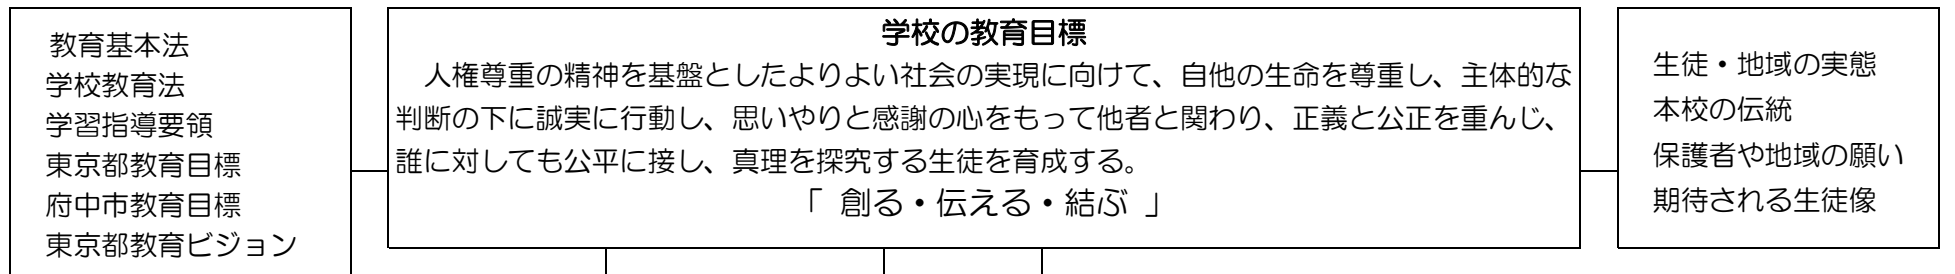 教育基本法
学校教育法
学習指導要領
東京都教育目標
府中市教育目標
東京都教育ビジョン
学校の教育目標
人権尊重の精神を基盤としたよりよい社会の実現に向けて、自他の生命を尊重し、主体的な
判断の下に誠実に行動し、思いやりと感謝の心をもって他者と関わり、正義と公正を重んじ、
誰に対しても公平に接し、真理を探究する生徒を育成する。
「 創る・伝える・結ぶ 」
生徒・地域の実態
本校の伝統
保護者や地域の願い
期待される生徒像